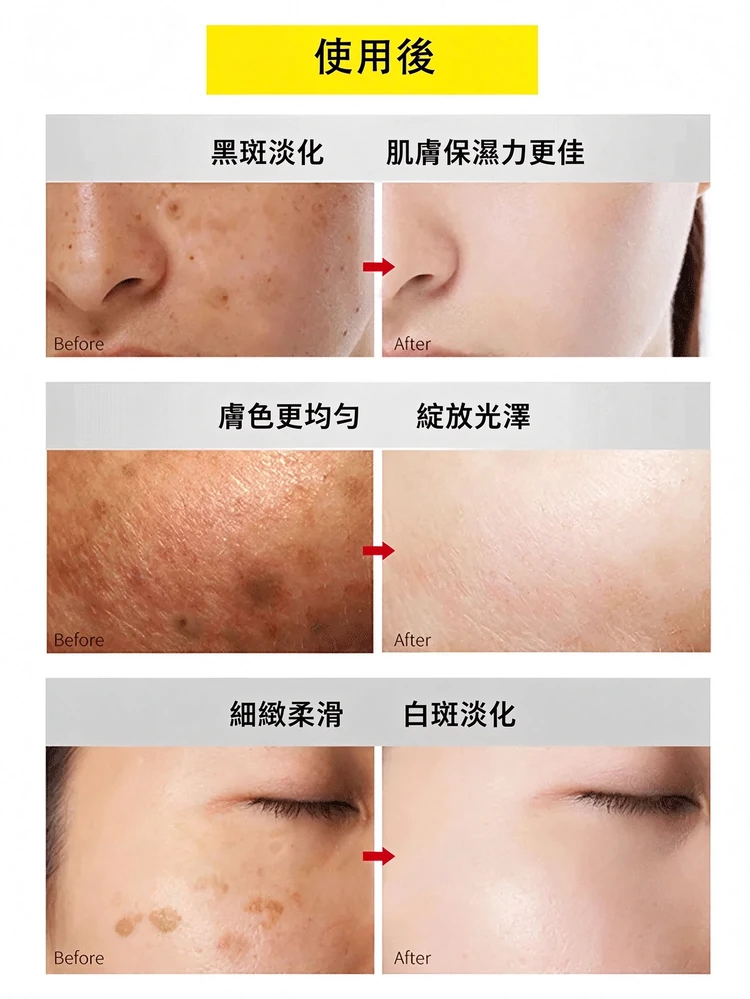 使用後
黑斑淡化 肌膚保濕力更佳
Before After
膚色更均勻 綻放光澤
Before After
細緻柔滑 白斑淡化
Before After